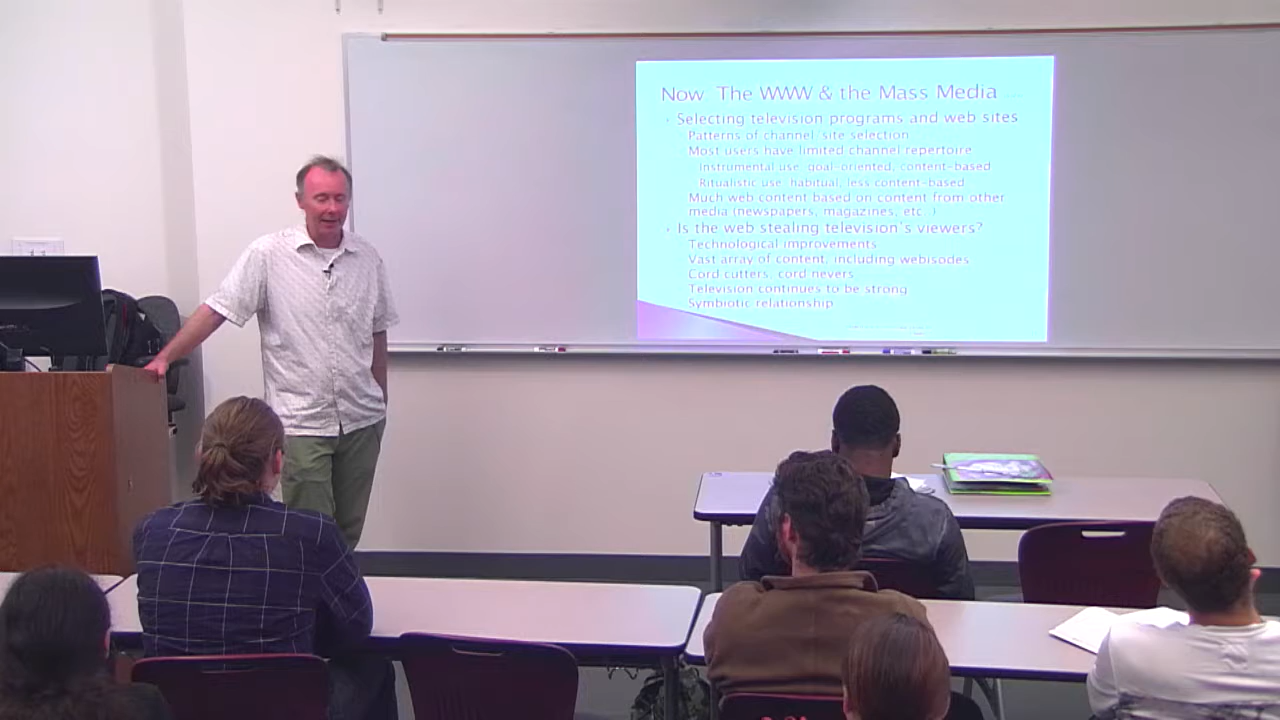 Now The WWW & the Mass Media
Selecting television programs and web sites
Patterns of channel/site selection
Most users have limited channel repertoire
Instrumental use: goal-oriented, content-based
Ritualistic use: habitual, less content-based
Much web content based on content from other
media (newspapers, magazines, etc. )
Is the web stealing television's viewers?
Technological improvements
Vast array of content, including webisodes
Cord cutters, cord nevers
Television continues to be strong
Symbiotic relationship